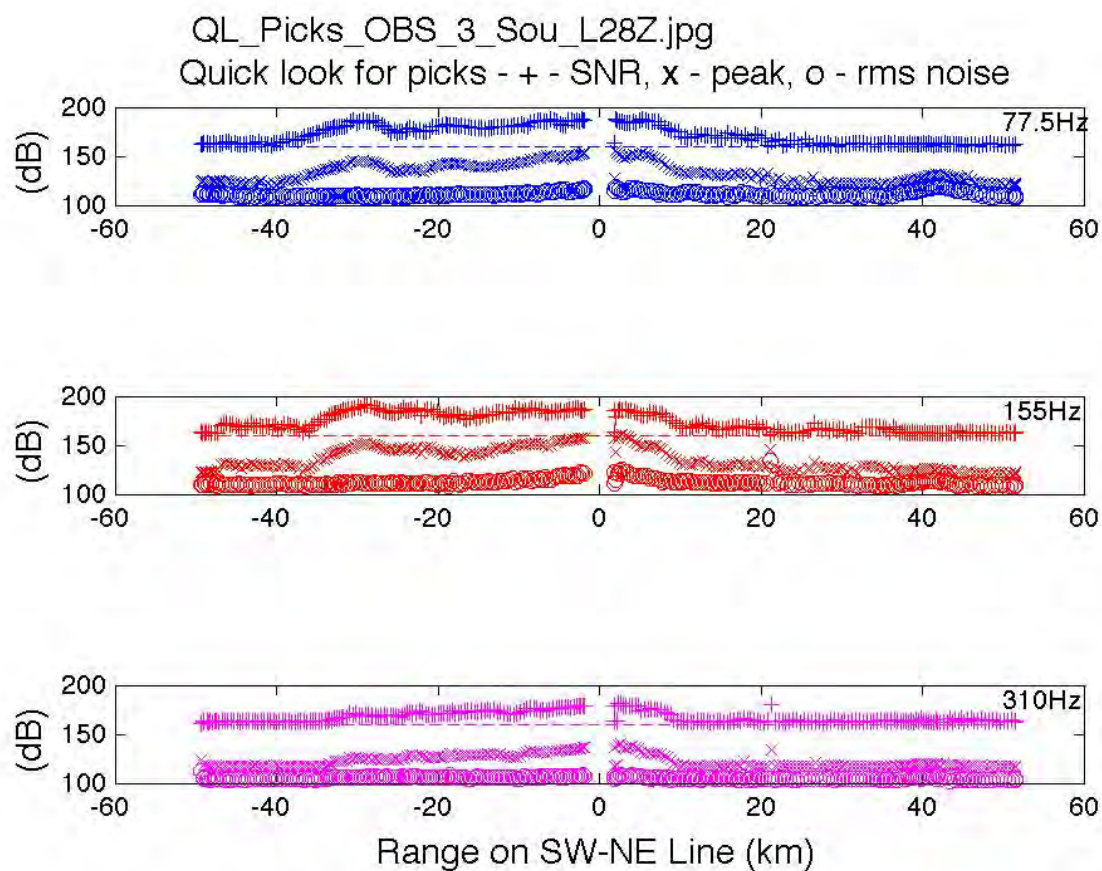 QL_Picks_OBS_3_Sou_L28Z.jpg
Quick look for picks - + - SNR, x - peak, o - rms noise
200
150
100
(dB)
77.5Hz
-60 -40 -20 0 20 40 60
200
150
100
(dB)
155Hz
-60 -40 -20 0 20 40 60
200
150
100
(dB)
310Hz
-60 -40 -20 0 20 40 60
Range on SW-NE Line (km)